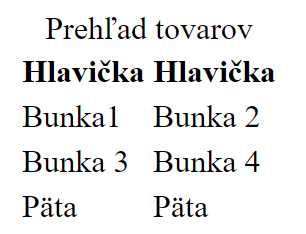 Prehľad tovarov
Hlavička Hlavička
Bunka1 Bunka 2
Bunka 3 Bunka 4
Päta Päta